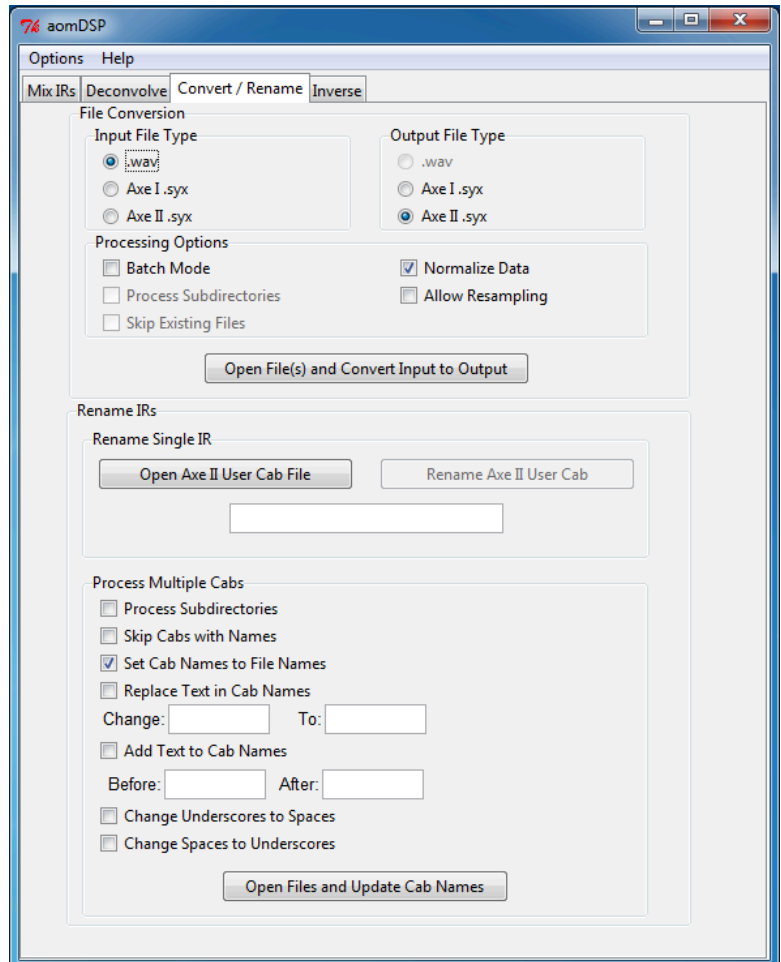 aomDSP
Options Help
Mix IRs Deconvolve Convert / Rename Inverse
File Conversion
Input File Type
.wav
Axe I .syx
Axe II .syx
Output File Type
.wav
Axe I .syx
Axe II .syx
Processing Options
Batch Mode
Process Subdirectories
Skip Existing Files
Normalize Data
Allow Resampling
Open File(s) and Convert Input to Output
Rename IRs
Rename Single IR
Open Axe II User Cab File
Rename Axe II User Cab
Process Multiple Cabs
Process Subdirectories
Skip Cabs with Names
Set Cab Names to File Names
Replace Text in Cab Names
Change: To:
Add Text to Cab Names
Before: After:
Change Underscores to Spaces
Change Spaces to Underscores
Open Files and Update Cab Names